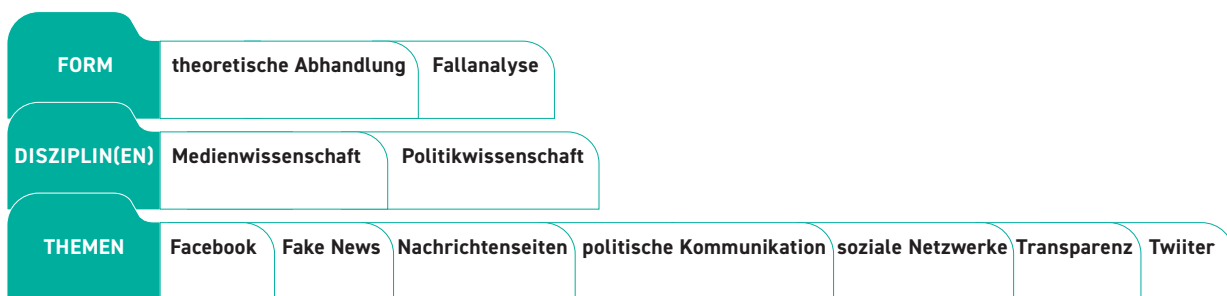 FORM theoretische Abhandlung Fallanalyse
DISZIPLIN(EN) Medienwissenschaft Politikwissenschaft
THEMEN Facebook Fake News Nachrichtenseiten politische Kommunikation soziale Netzwerke Transparenz Twiiter